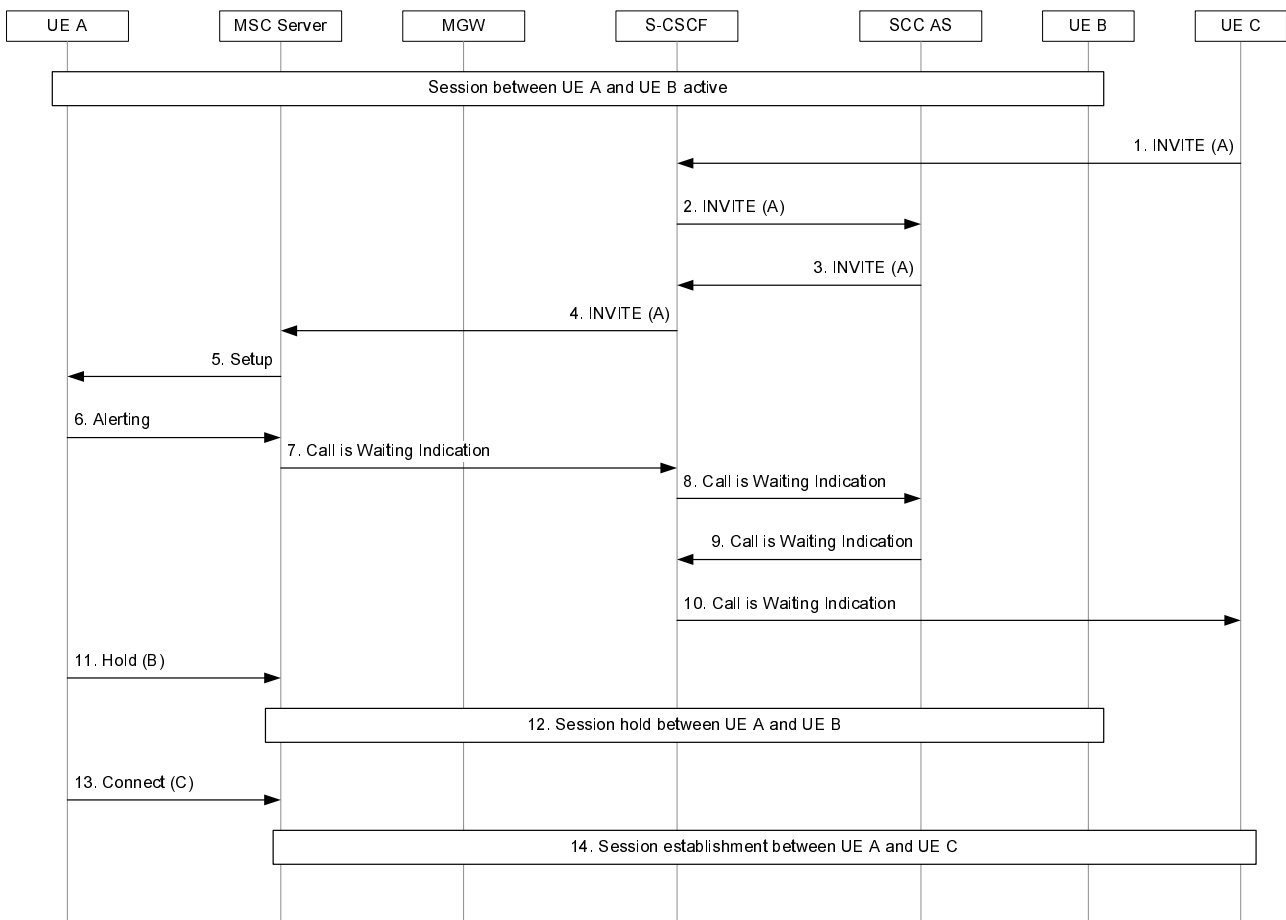 UE A
MSC Server
MGW
S-CSCF
SCC AS
UE B
UE C
Session between UE A and UE B active
1. INVITE (A)
2. INVITE (A)
3. INVITE (A)
4. INVITE (A)
5. Setup
6. Alerting
7. Call is Waiting Indication
8. Call is Waiting Indication
9. Call is Waiting Indication
10. Call is Waiting Indication
11. Hold (B)
12. Session hold between UE A and UE B
13. Connect (C)
14. Session establishment between UE A and UE C